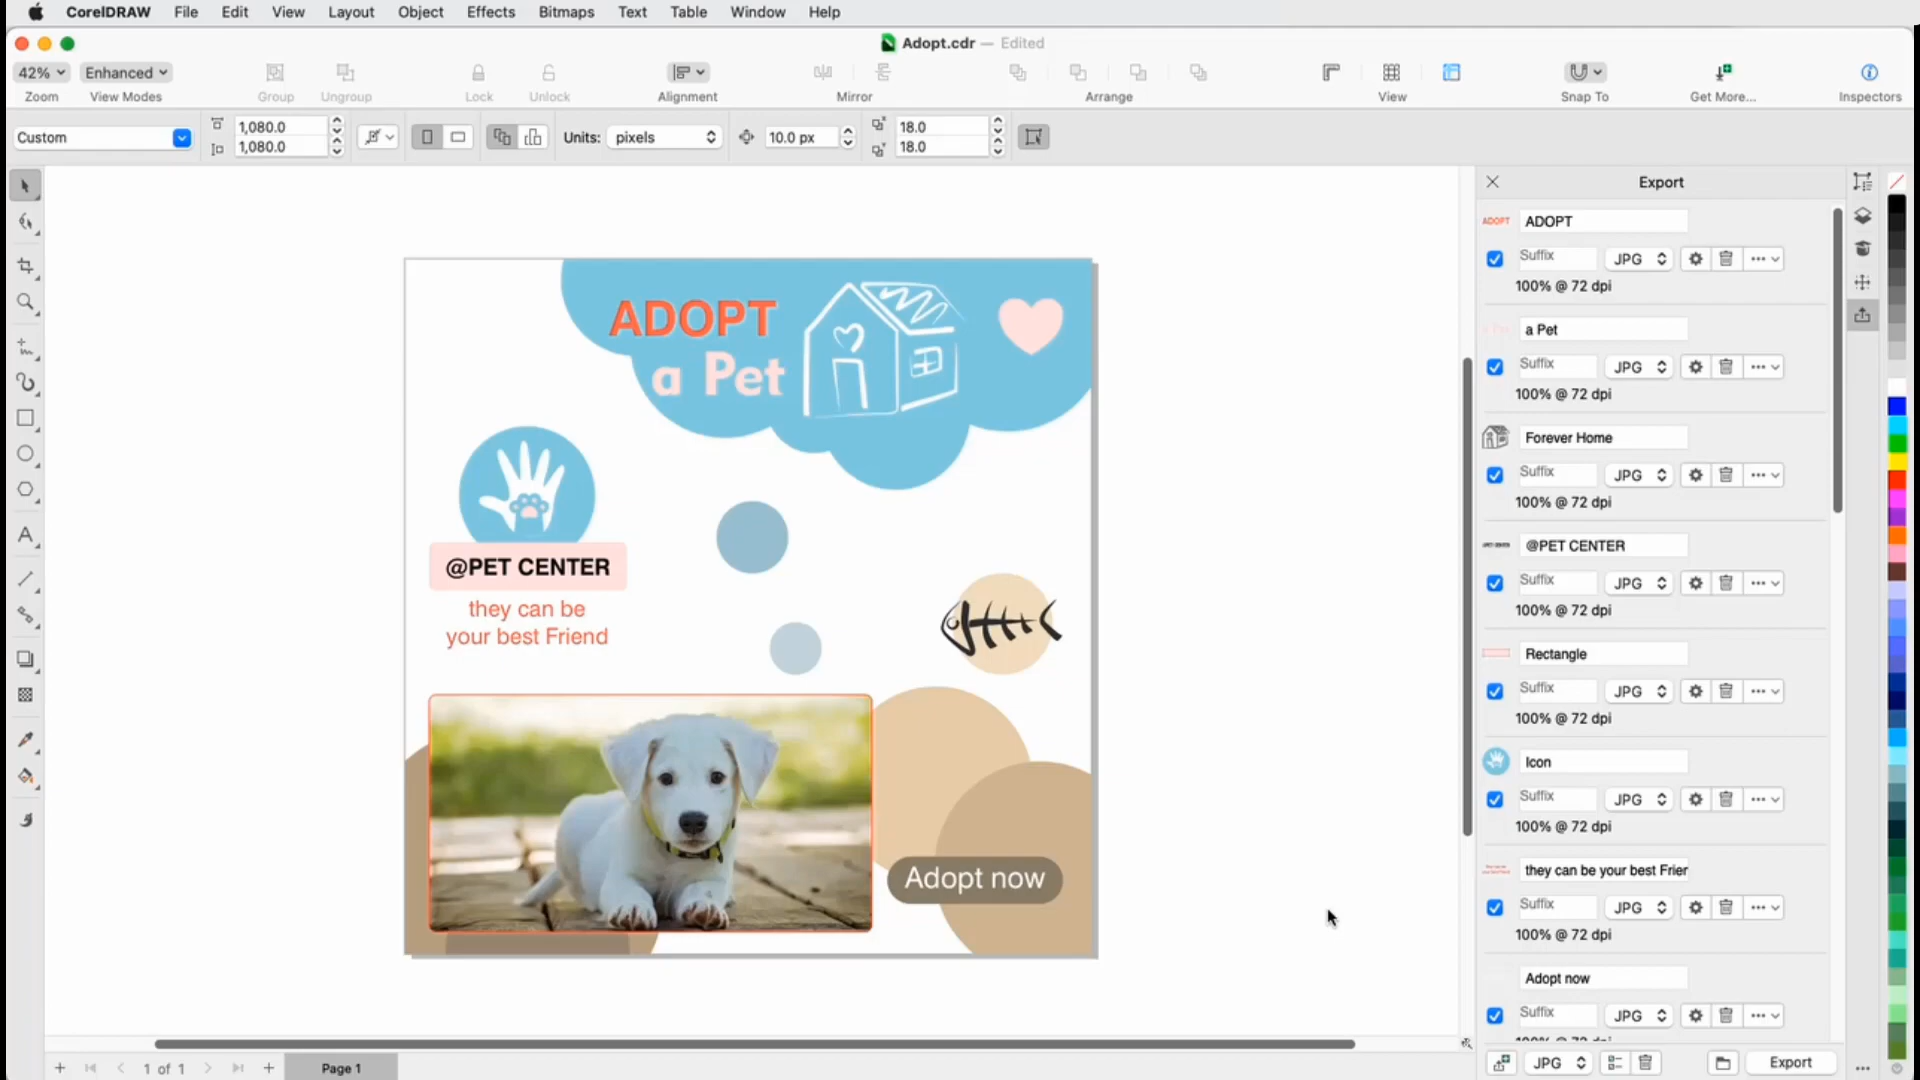 CorelDRAW File Edit View Layout Object Effects Bitmaps Text Table Window Help
Adopt.cdr — Edited
42% Enhanced
Zoom View Modes Group Ungroup Lock Unlock Alignment Mirror Arrange View Snap To Get More... Inspectors
Custom
1,080.0
1,080.0
Units: pixels
10.0 px
18.0
18.0
ADOPT
a Pet
@PET CENTER
they can be
your best Friend
Adopt now
Export
ADOPT
ADOPT
Suffix JPG
100% @ 72 dpi
a Pet
Suffix JPG
100% @ 72 dpi
Forever Home
Suffix JPG
100% @ 72 dpi
@PET CENTER
Suffix JPG
100% @ 72 dpi
Rectangle
Suffix JPG
100% @ 72 dpi
Icon
Suffix JPG
100% @ 72 dpi
they can be your best Frier
Suffix JPG
100% @ 72 dpi
Adopt now
Suffix JPG
1 of 1
Page 1
JPG
Export